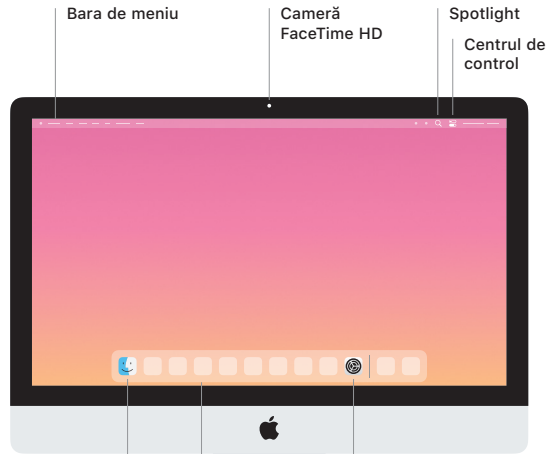 Bara de meniu
Cameră
FaceTime HD
Spotlight
Centrul de
control